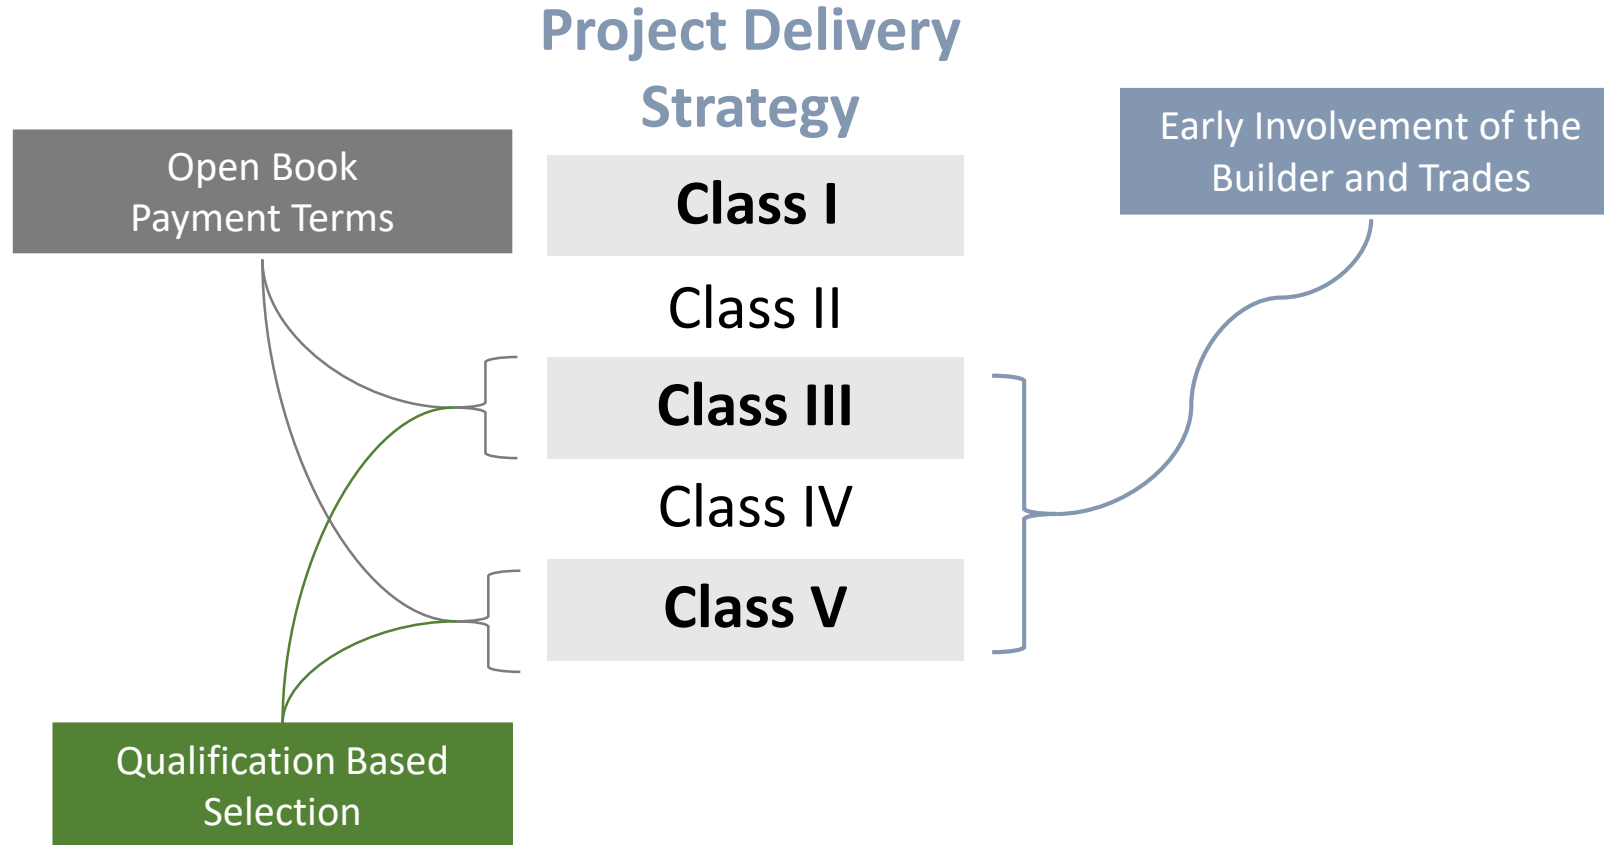 Project Delivery
Strategy
Open Book
Payment Terms
Early Involvement of the
Builder and Trades
Class I
Class II
Class III
Class IV
Class V
Qualification Based
Selection